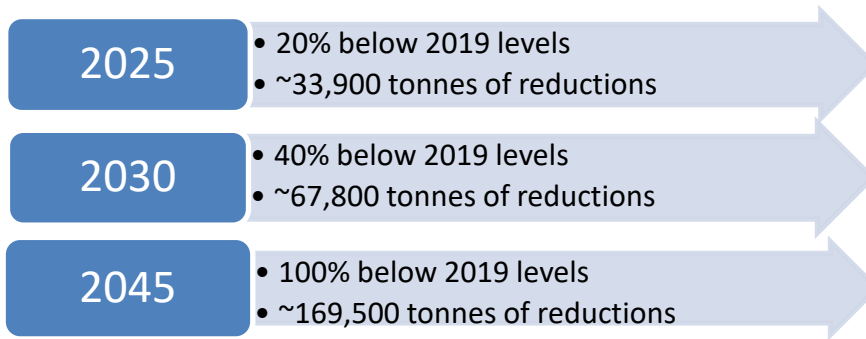 2025
• 20% below 2019 levels
• ~33,900 tonnes of reductions
2030
• 40% below 2019 levels
• ~67,800 tonnes of reductions
2045
• 100% below 2019 levels
• ~169,500 tonnes of reductions